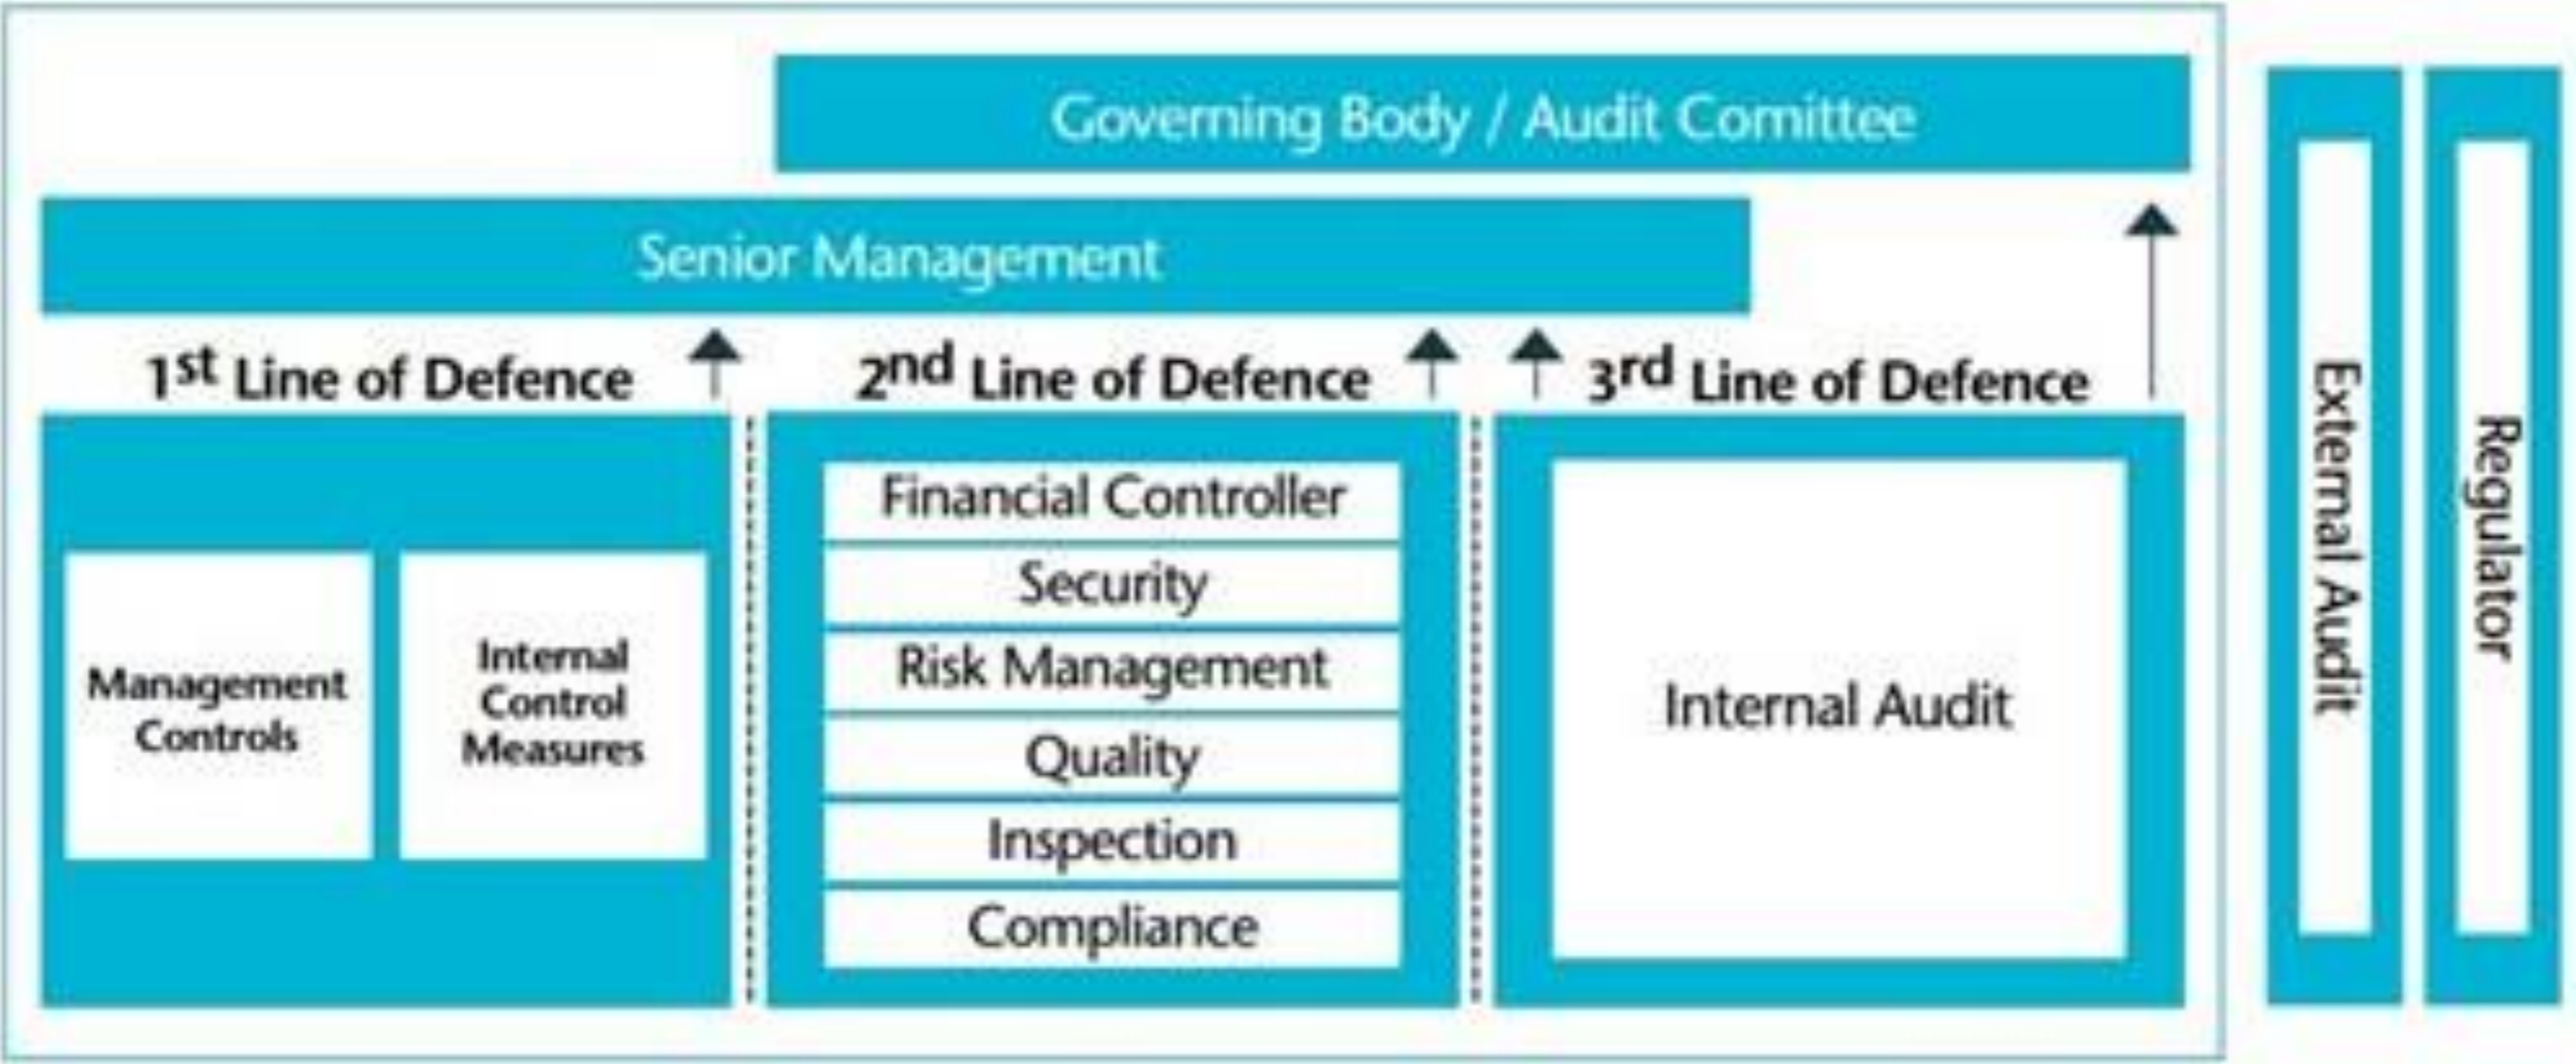 Governing Body / Audit Comittee
Senior Management
1st Line of Defence
2nd Line of Defence
3rd Line of Defence
Management
Controls
Internal
Control
Measures
Financial Controller
Security
Risk Management
Quality
Inspection
Compliance
Internal Audit
External Audit
Regulator